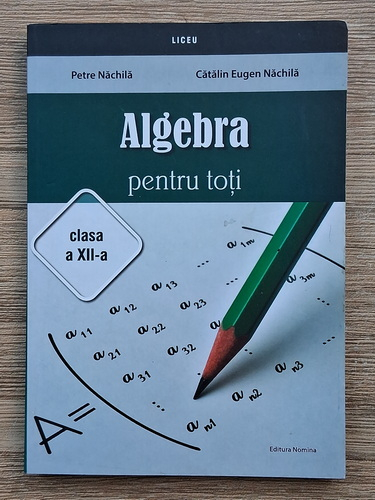 LICEU
Petre Năchilă Cătălin Eugen Năchilă
Algebra
pentru toți
clasa
a XII-a
a 1m
a 11 a 12 a 13 ...
a 21 a 22 a 23 ... a 3m
a 31 a 32 a
...
a n1 a n2 a n3 ...
A =
Editura Nomina